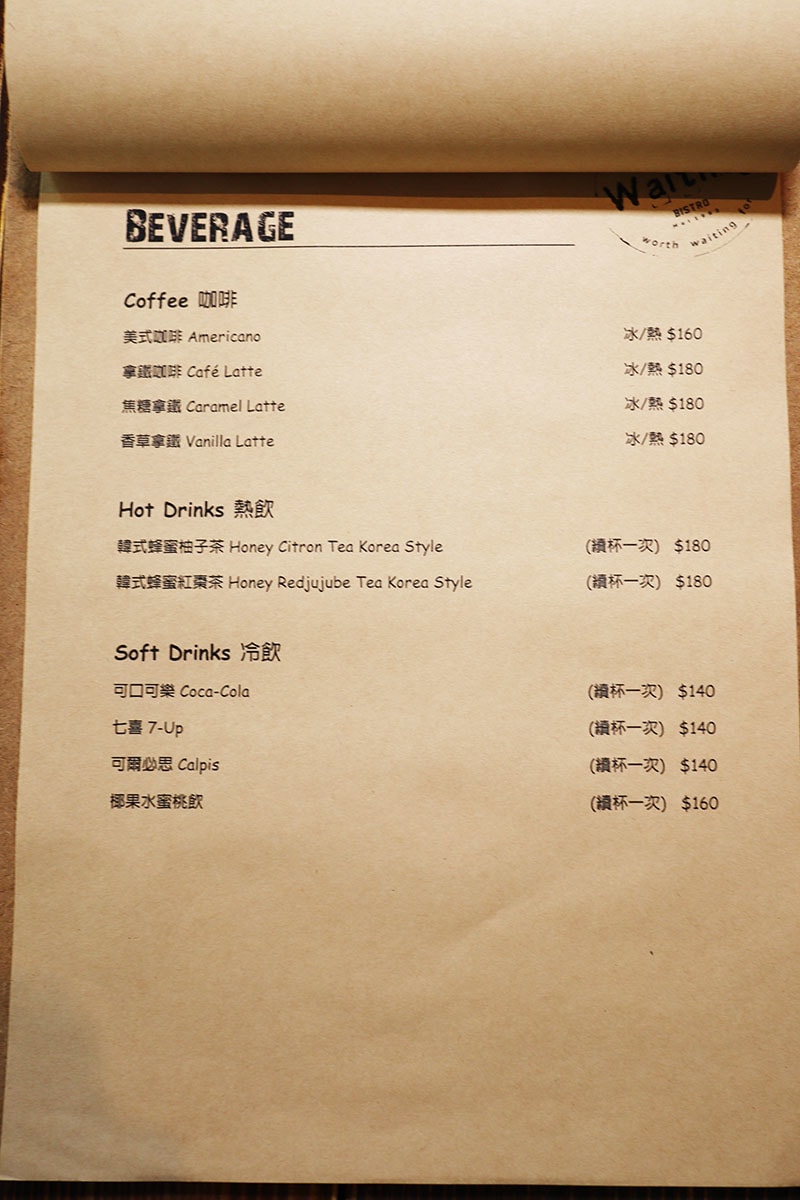 BISTRO
worth waiting for
BEVERAGE
Coffee 咖啡
美式咖啡 Americano 冰/熱 $160
拿鐵咖啡 Café Latte 冰/熱 $180
焦糖拿鐵 Caramel Latte 冰/熱 $180
香草拿鐵 Vanilla Latte 冰/熱 $180
Hot Drinks 熱飲
韓式蜂蜜柚子茶 Honey Citron Tea Korea Style (續杯一次) $180
韓式蜂蜜紅棗茶 Honey Redjujube Tea Korea Style (續杯一次) $180
Soft Drinks 冷飲
可口可樂 Coca-Cola (續杯一次) $140
七喜 7-Up (續杯一次) $140
可爾必思 Calpis (續杯一次) $140
椰果水蜜桃飲 (續杯一次) $160